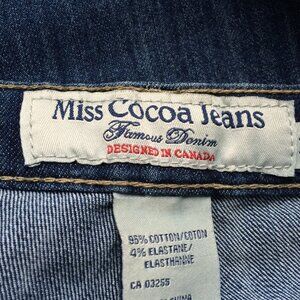 Miss Cocoa Jeans
Famous Denim
DESIGNED IN CANADA
96% COTTON/COTON
4% ELASTANE/
ELASTHANNE
CA 03255